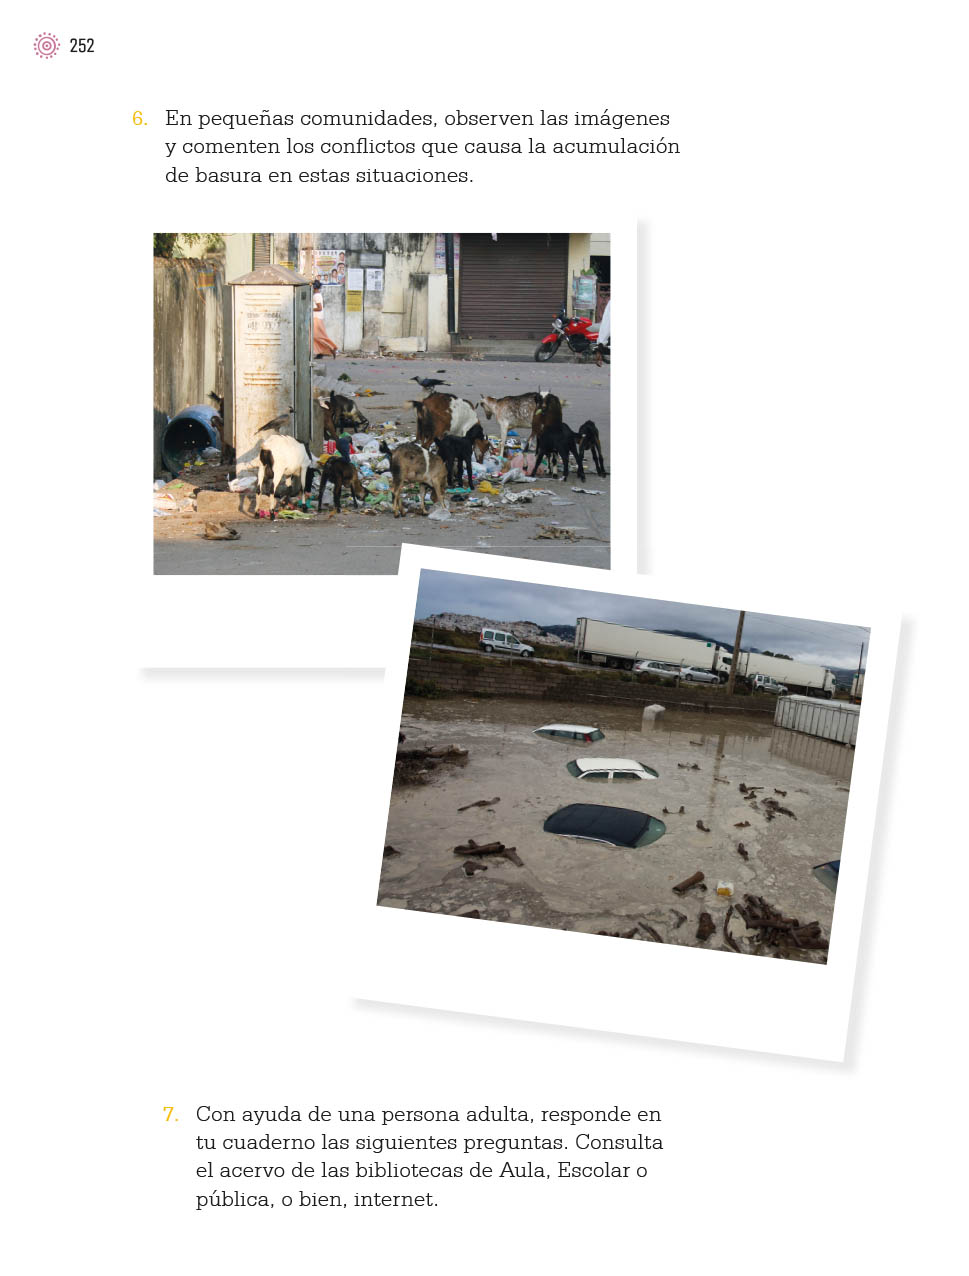 252
6. En pequeñas comunidades, observen las imágenes
y comenten los conflictos que causa la acumulación
de basura en estas situaciones.
7. Con ayuda de una persona adulta, responde en
tu cuaderno las siguientes preguntas. Consulta
el acervo de las bibliotecas de Aula, Escolar o
pública, o bien, internet.